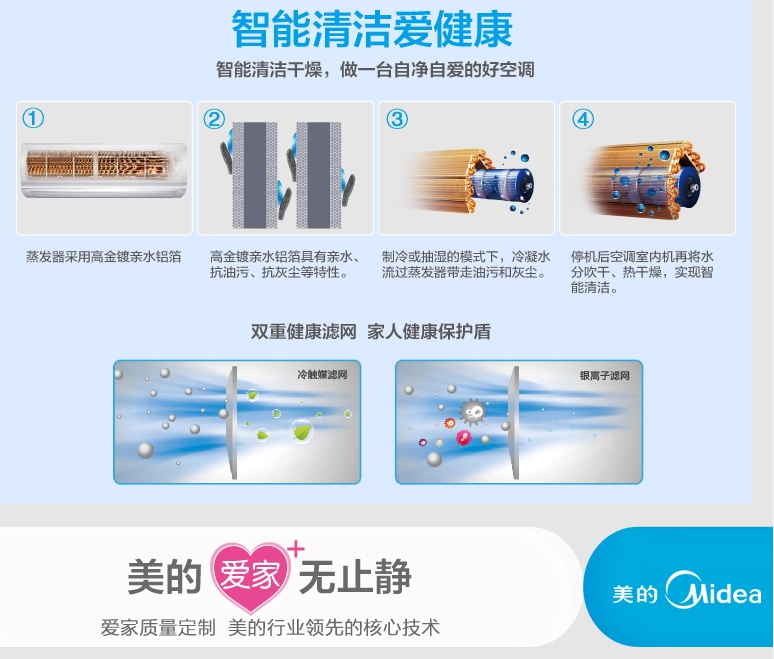 智能清洁爱健康
智能清洁干燥，做一台自净自爱的好空调
①
②
③
④
蒸发器采用高金镀亲水铝箔
高金镀亲水铝箔具有亲水、
抗油污、抗灰尘等特性。
制冷或抽湿的模式下，冷凝水
流过蒸发器带走油污和灰尘。
停机后空调室内机再将水
分吹干、热干燥，实现智
能清洁。
双重健康滤网 家人健康保护盾
冷触媒滤网
银离子滤网
美的 爱家+ 无止静
爱家质量定制 美的行业领先的核心技术
美的 Midea